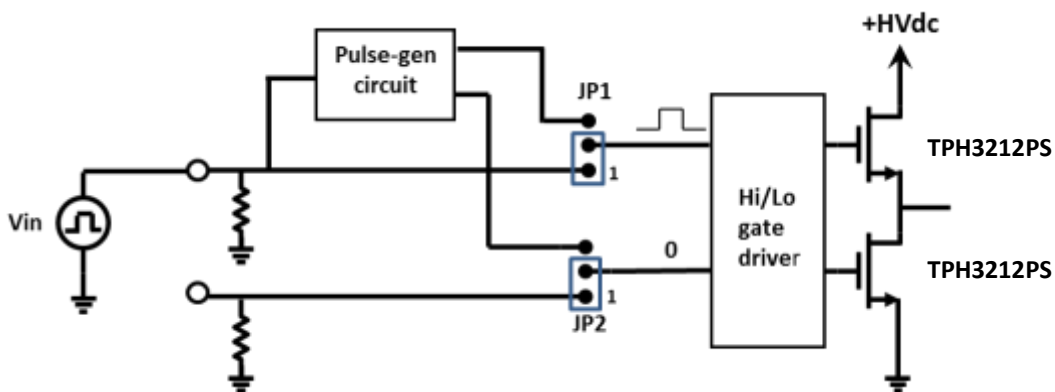 +HVdc
Pulse-gen
circuit
JP1
1
TPH3212PS
Vin
Hi/Lo
gate
driver
0
1
JP2
TPH3212PS